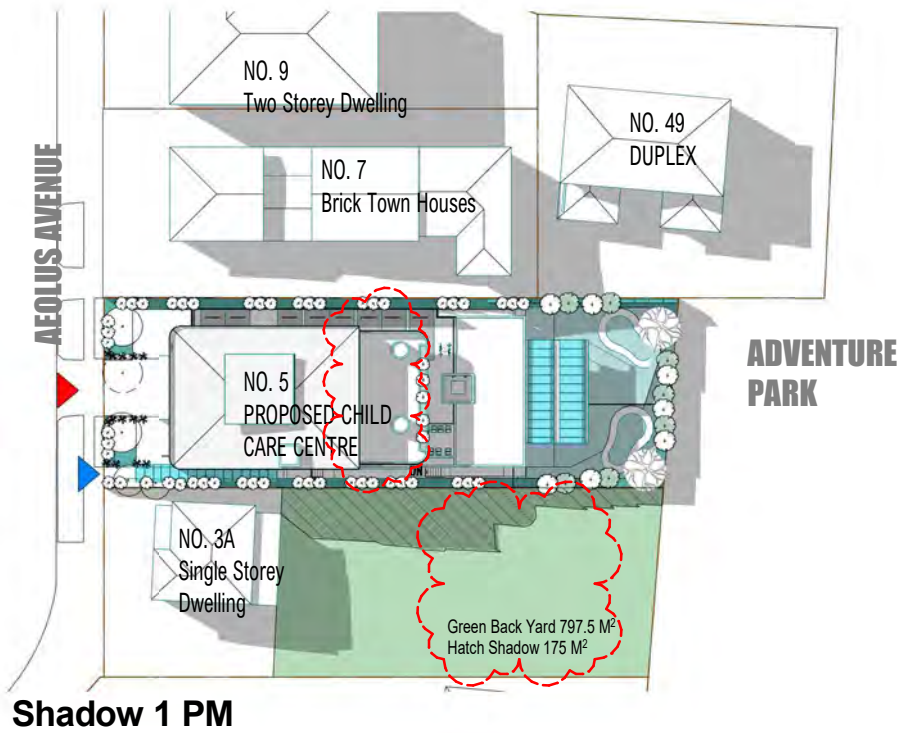 NO. 9
Two Storey Dwelling
NO. 49
DUPLEX
NO. 7
Brick Town Houses
AEOLUS AVENUE
ADVENTURE
PARK
NO. 5
PROPOSED CHILD
CARE CENTRE
NO. 3A
Single Storey
Dwelling
Green Back Yard 797.5 M²
Hatch Shadow 175 M²
Shadow 1 PM